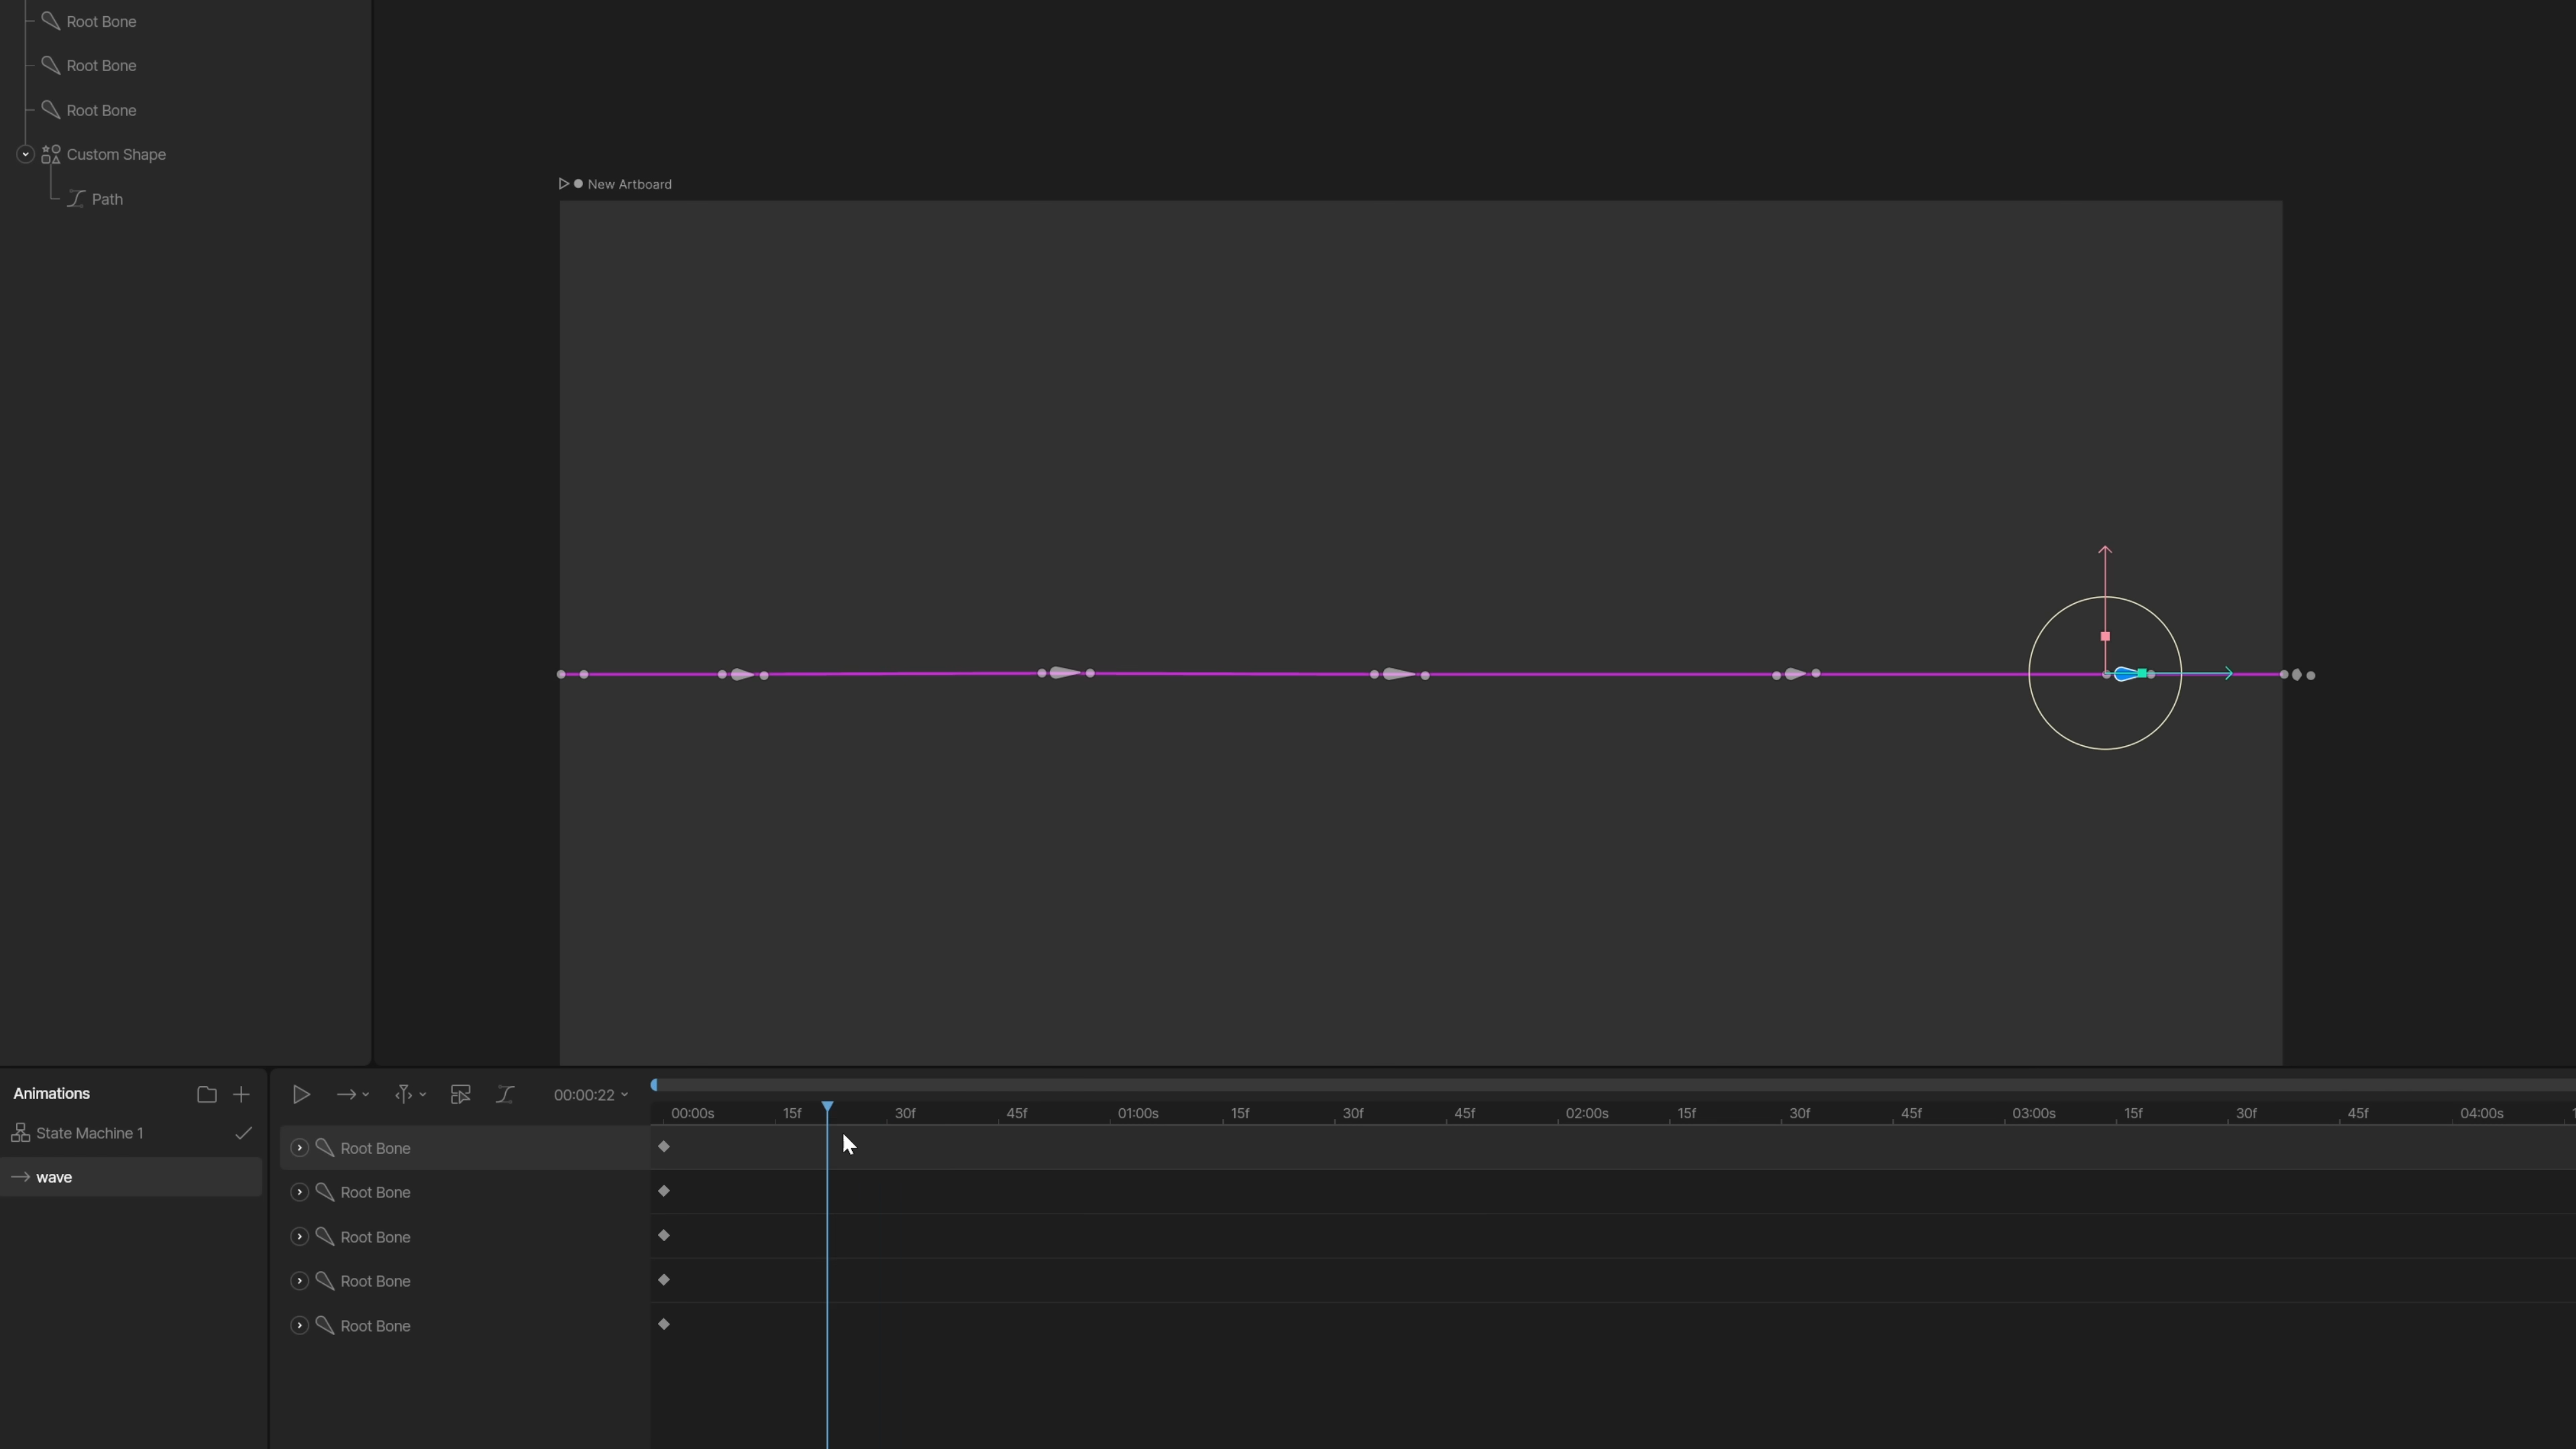 Root Bone
Root Bone
Root Bone
Custom Shape
Path
New Artboard
Animations
State Machine 1
wave
00:00:22
00:00s 15f 30f 45f 01:00s 15f 30f 45f 02:00s 15f 30f 45f 03:00s 15f 30f 45f 04:00s
Root Bone
Root Bone
Root Bone
Root Bone
Root Bone